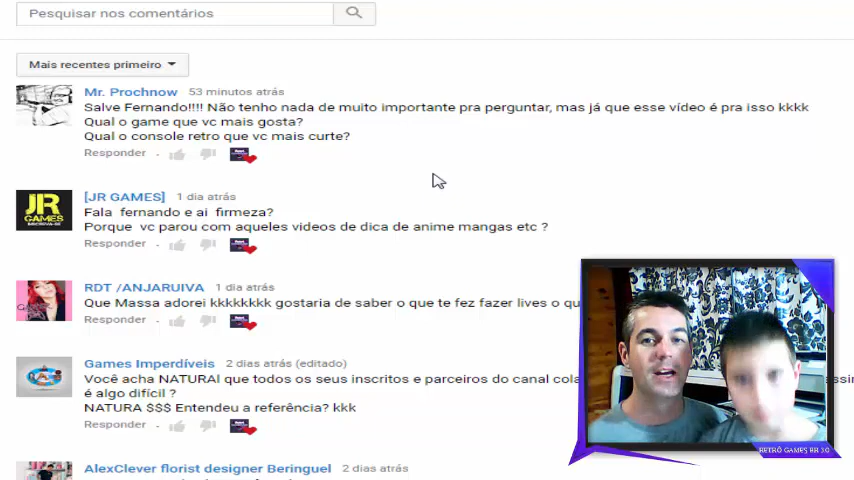 Pesquisar nos comentários
Mais recentes primeiro
Mr. Prochnow 53 minutos atrás
Salve Fernando!!!! Não tenho nada de muito importante pra perguntar, mas já que esse vídeo é pra isso kkkk
Qual o game que vc mais gosta?
Qual o console retro que vc mais curte?
Responder
JR
GAMES
INSCREVA-SE
[JR GAMES] 1 dia atrás
Fala fernando e ai firmeza?
Porque vc parou com aqueles videos de dica de anime mangas etc ?
Responder
RDT /ANJARUIVA 1 dia atrás
Que Massa adorei kkkkkkkk gostaria de saber o que te fez fazer lives o
Responder
Games Imperdíveis 2 dias atrás (editado)
Você acha NATURAl que todos os seus inscritos e parceiros do canal
é algo difícil ?
NATURA $$$ Entendeu a referência? kkk
Responder
RETRÔ GAMES BR 3.0
AlexClever florist designer Beringuel 2 dias atrás